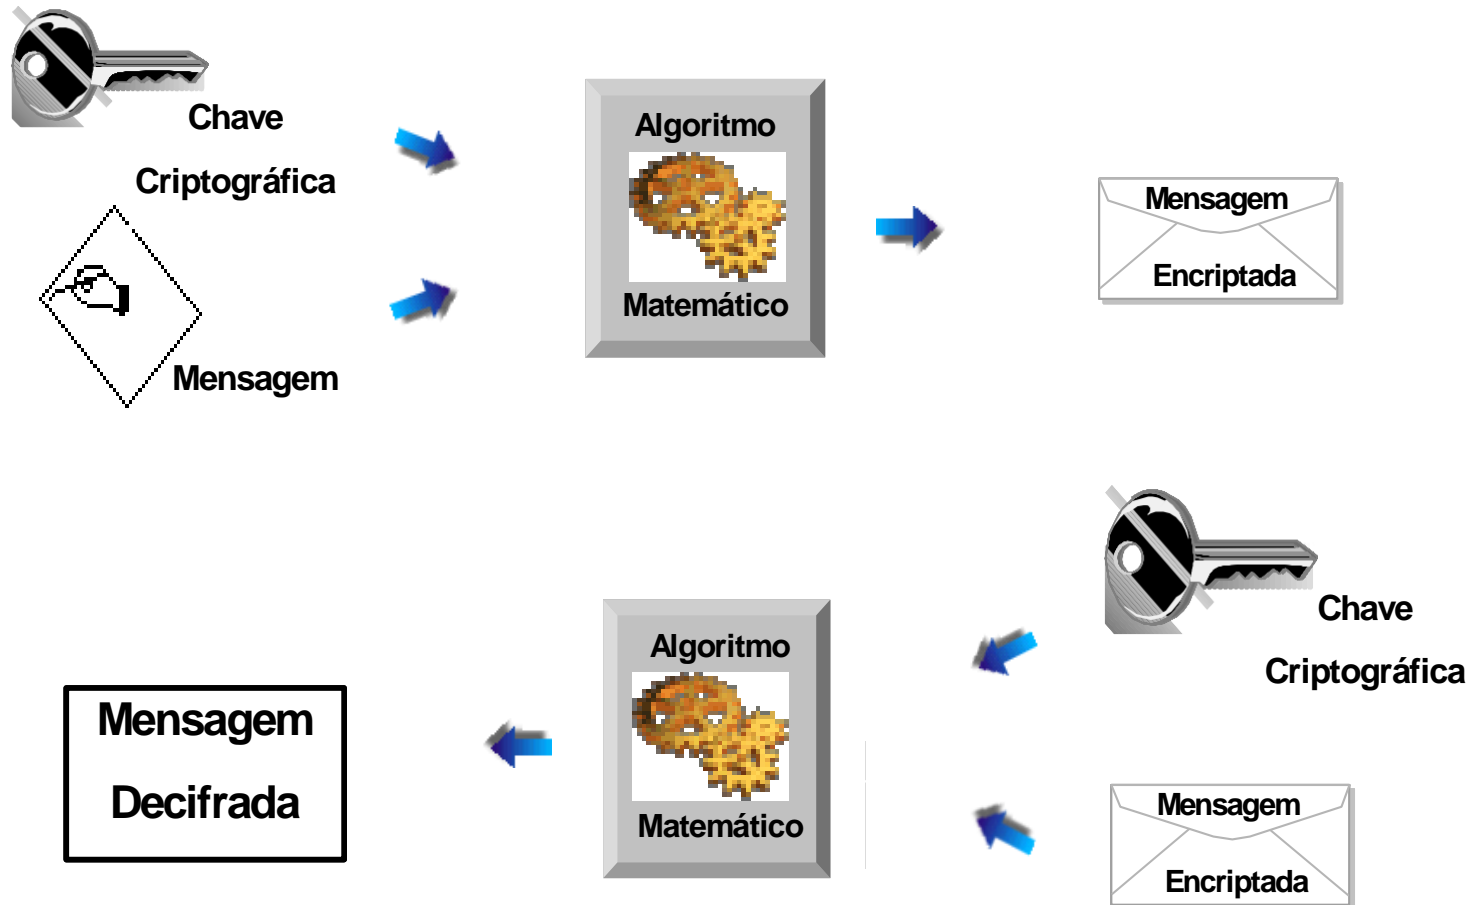 Chave
Criptográfica
Mensagem
Algoritmo
Matemático
Mensagem
Encriptada
Chave
Criptográfica
Mensagem
Encriptada
Algoritmo
Matemático
Mensagem
Decifrada